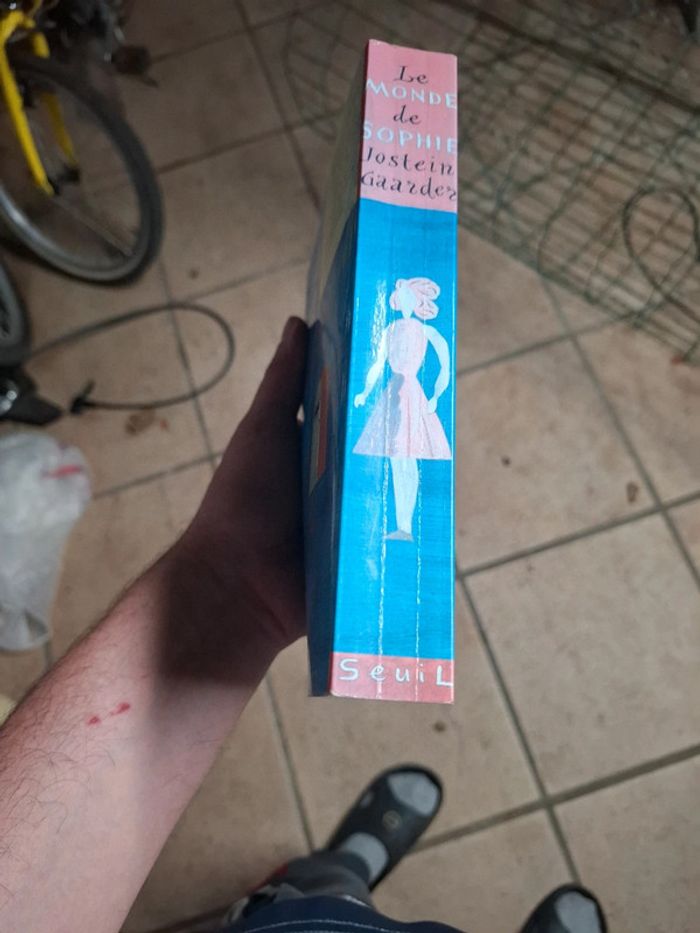 Le
MONDE
de
SOPHIE
Jostein
Gaarder
SeuiL